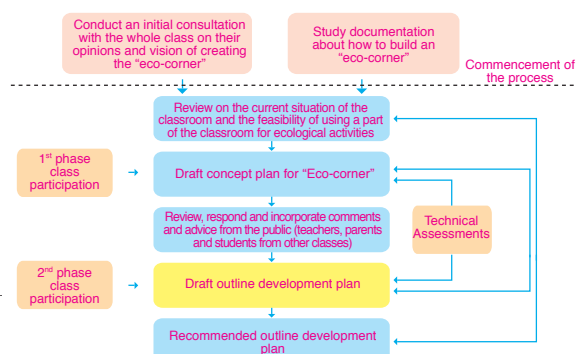 Conduct an initial consultation
with the whole class on their
opinions and vision of creating
the “eco-corner”
Study documentation
about how to build an
“eco-corner”
Commencement of
the process
Review on the current situation of the
classroom and the feasibility of using a part
of the classroom for ecological activities
1st phase
class
participation
Draft concept plan for “Eco-corner”
Review, respond and incorporate comments
and advice from the public (teachers, parents
and students from other classes)
Technical
Assessments
2nd phase
class
participation
Draft outline development plan
Recommended outline development
plan